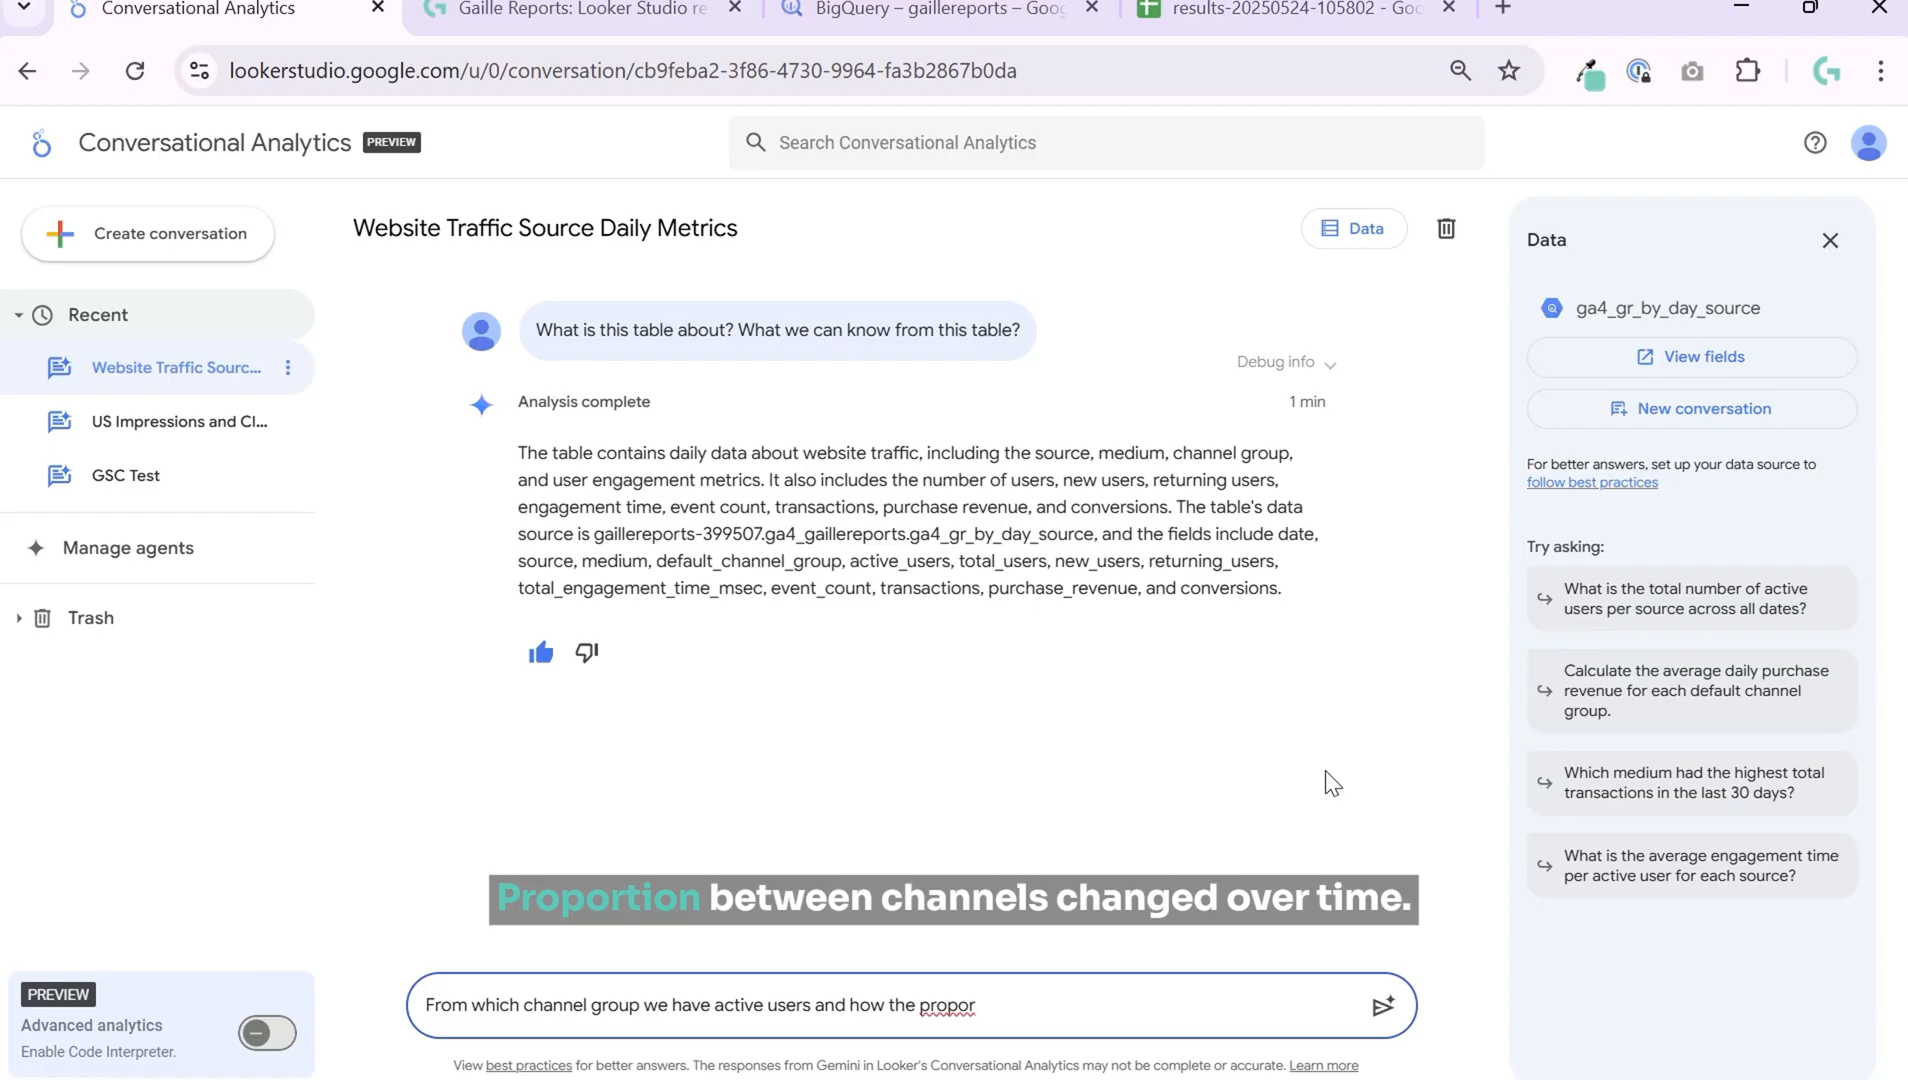 Conversational Analytics
Gaille Reports: Looker Studio re
BigQuery – gaillereports – Goog
results-20250524-105802 - Goo
lookerstudio.google.com/u/0/conversation/cb9feba2-3f86-4730-9964-fa3b2867b0da
Conversational Analytics PREVIEW
Search Conversational Analytics
Create conversation
Recent
Website Traffic Sourc...
US Impressions and Cl...
GSC Test
Manage agents
Trash
PREVIEW
Advanced analytics
Enable Code Interpreter.
Website Traffic Source Daily Metrics
Data
What is this table about? What we can know from this table?
Debug info
Analysis complete
1 min
The table contains daily data about website traffic, including the source, medium, channel group,
and user engagement metrics. It also includes the number of users, new users, returning users,
engagement time, event count, transactions, purchase revenue, and conversions. The table's data
source is gaillereports-399507.ga4_gaillereports.ga4_gr_by_day_source, and the fields include date,
source, medium, default_channel_group, active_users, total_users, new_users, returning_users,
total_engagement_time_msec, event_count, transactions, purchase_revenue, and conversions.
Proportion between channels changed over time.
From which channel group we have active users and how the propor
View best practices for better answers. The responses from Gemini in Looker's Conversational Analytics may not be complete or accurate. Learn more
Data
ga4_gr_by_day_source
View fields
New conversation
For better answers, set up your data source to
follow best practices
Try asking:
What is the total number of active
users per source across all dates?
Calculate the average daily purchase
revenue for each default channel
group.
Which medium had the highest total
transactions in the last 30 days?
What is the average engagement time
per active user for each source?